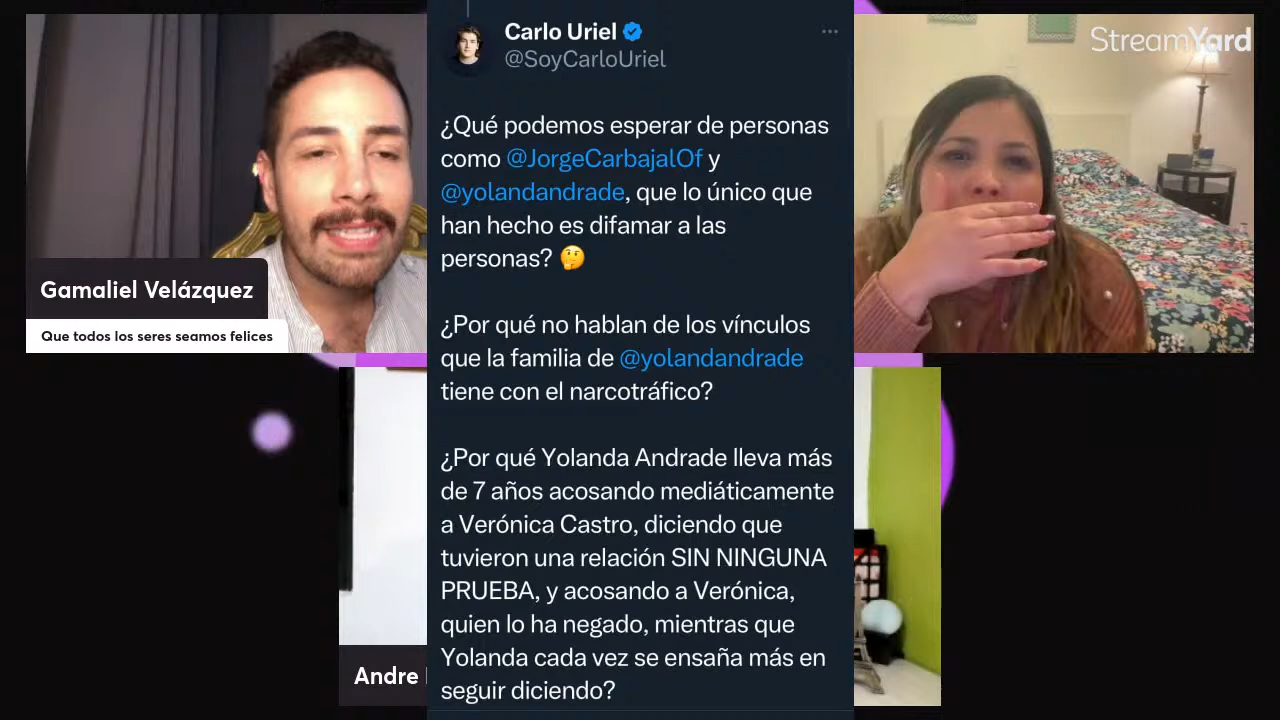 Carlo Uriel
@SoyCarloUriel
¿Qué podemos esperar de personas
como @JorgeCarbajalOf y
@yolandandrade, que lo único que
han hecho es difamar a las
personas? 🤔
¿Por qué no hablan de los vínculos
que la familia de @yolandandrade
tiene con el narcotráfico?
¿Por qué Yolanda Andrade lleva más
de 7 años acosando mediáticamente
a Verónica Castro, diciendo que
tuvieron una relación SIN NINGUNA
PRUEBA, y acosando a Verónica,
quien lo ha negado, mientras que
Yolanda cada vez se ensaña más en
seguir diciendo?
StreamYard
Gamaliel Velázquez
Que todos los seres seamos felices
Andre